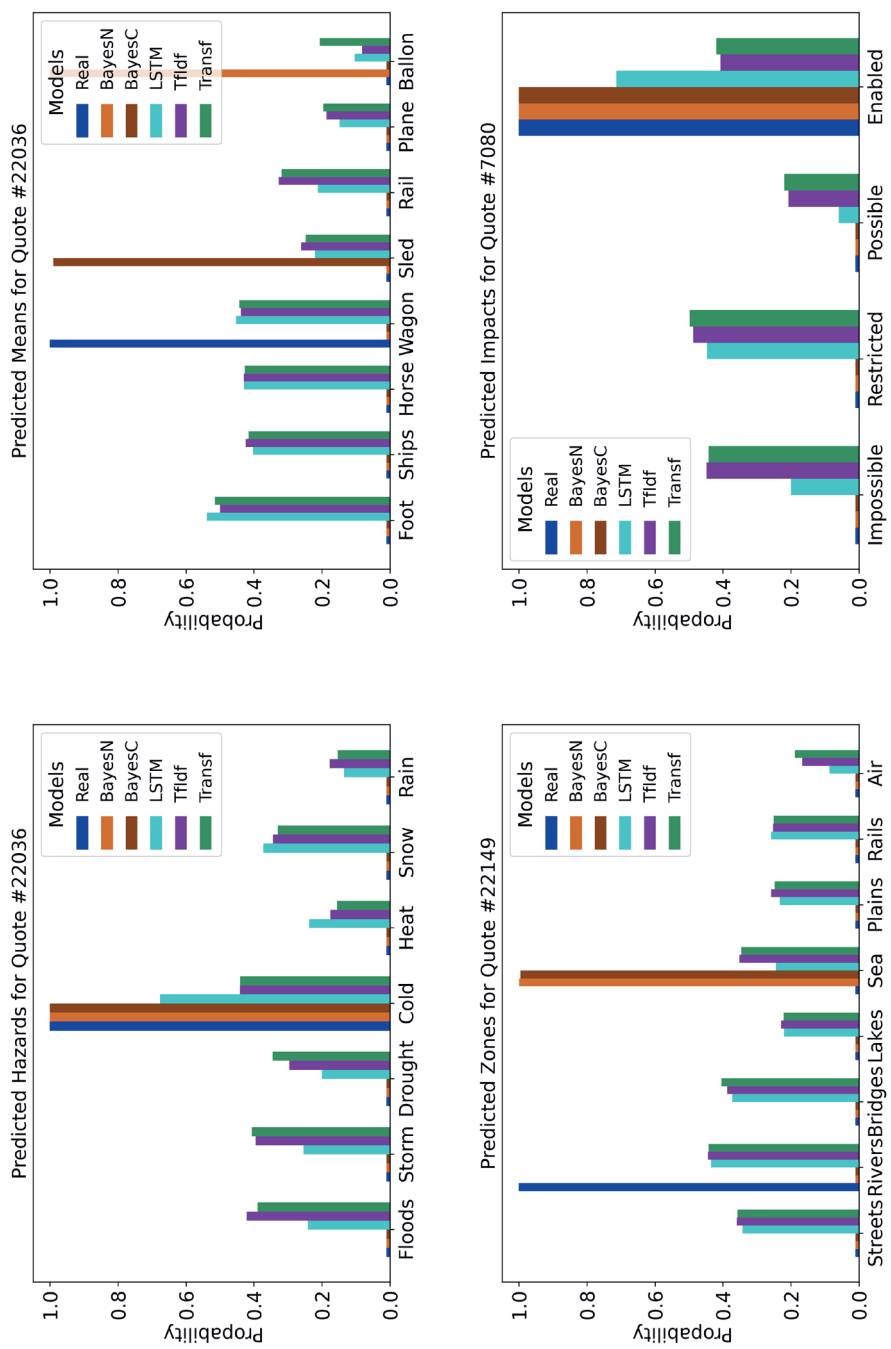 Predicted Hazards for Quote #22036
Propability
1.0
0.8
0.6
0.4
0.2
0.0
Models
Real
BayesN
BayesC
LSTM
TfIdf
Transf
Floods Storm Drought Cold Heat Snow Rain
Predicted Means for Quote #22036
Propability
1.0
0.8
0.6
0.4
0.2
0.0
Models
Real
BayesN
BayesC
LSTM
TfIdf
Transf
Foot Ships Horse Wagon Sled Rail Plane Ballon
Predicted Zones for Quote #22149
Propability
1.0
0.8
0.6
0.4
0.2
0.0
Models
Real
BayesN
BayesC
LSTM
TfIdf
Transf
Streets Rivers Bridges Lakes Sea Plains Rails Air
Predicted Impacts for Quote #7080
Propability
1.0
0.8
0.6
0.4
0.2
0.0
Models
Real
BayesN
BayesC
LSTM
TfIdf
Transf
Impossible Restricted Possible Enabled